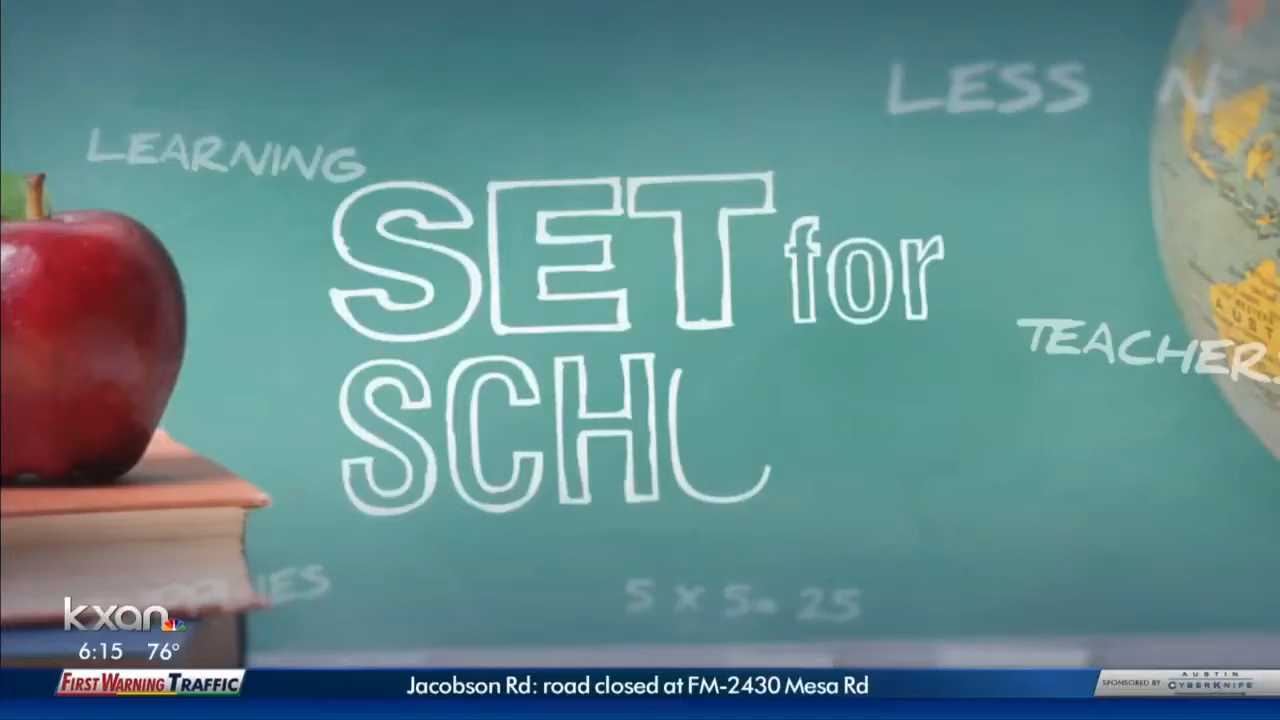 LESS N
LEARNING
SET for
TEACHER
SCH
5 x 5= 25
kxan
6:15 76°
FIRST WARNING TRAFFIC
Jacobson Rd: road closed at FM-2430 Mesa Rd
SPONSORED BY AUSTIN CYBERKNIFE